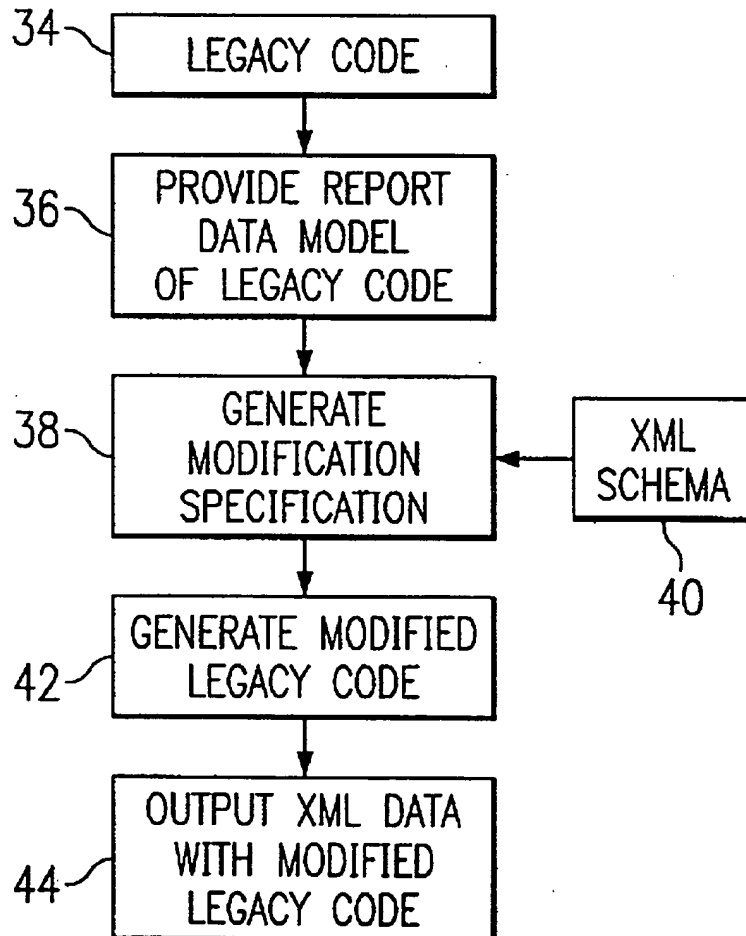 34
LEGACY CODE
36
PROVIDE REPORT
DATA MODEL
OF LEGACY CODE
38
GENERATE
MODIFICATION
SPECIFICATION
XML
SCHEMA
40
42
GENERATE MODIFIED
LEGACY CODE
44
OUTPUT XML DATA
WITH MODIFIED
LEGACY CODE